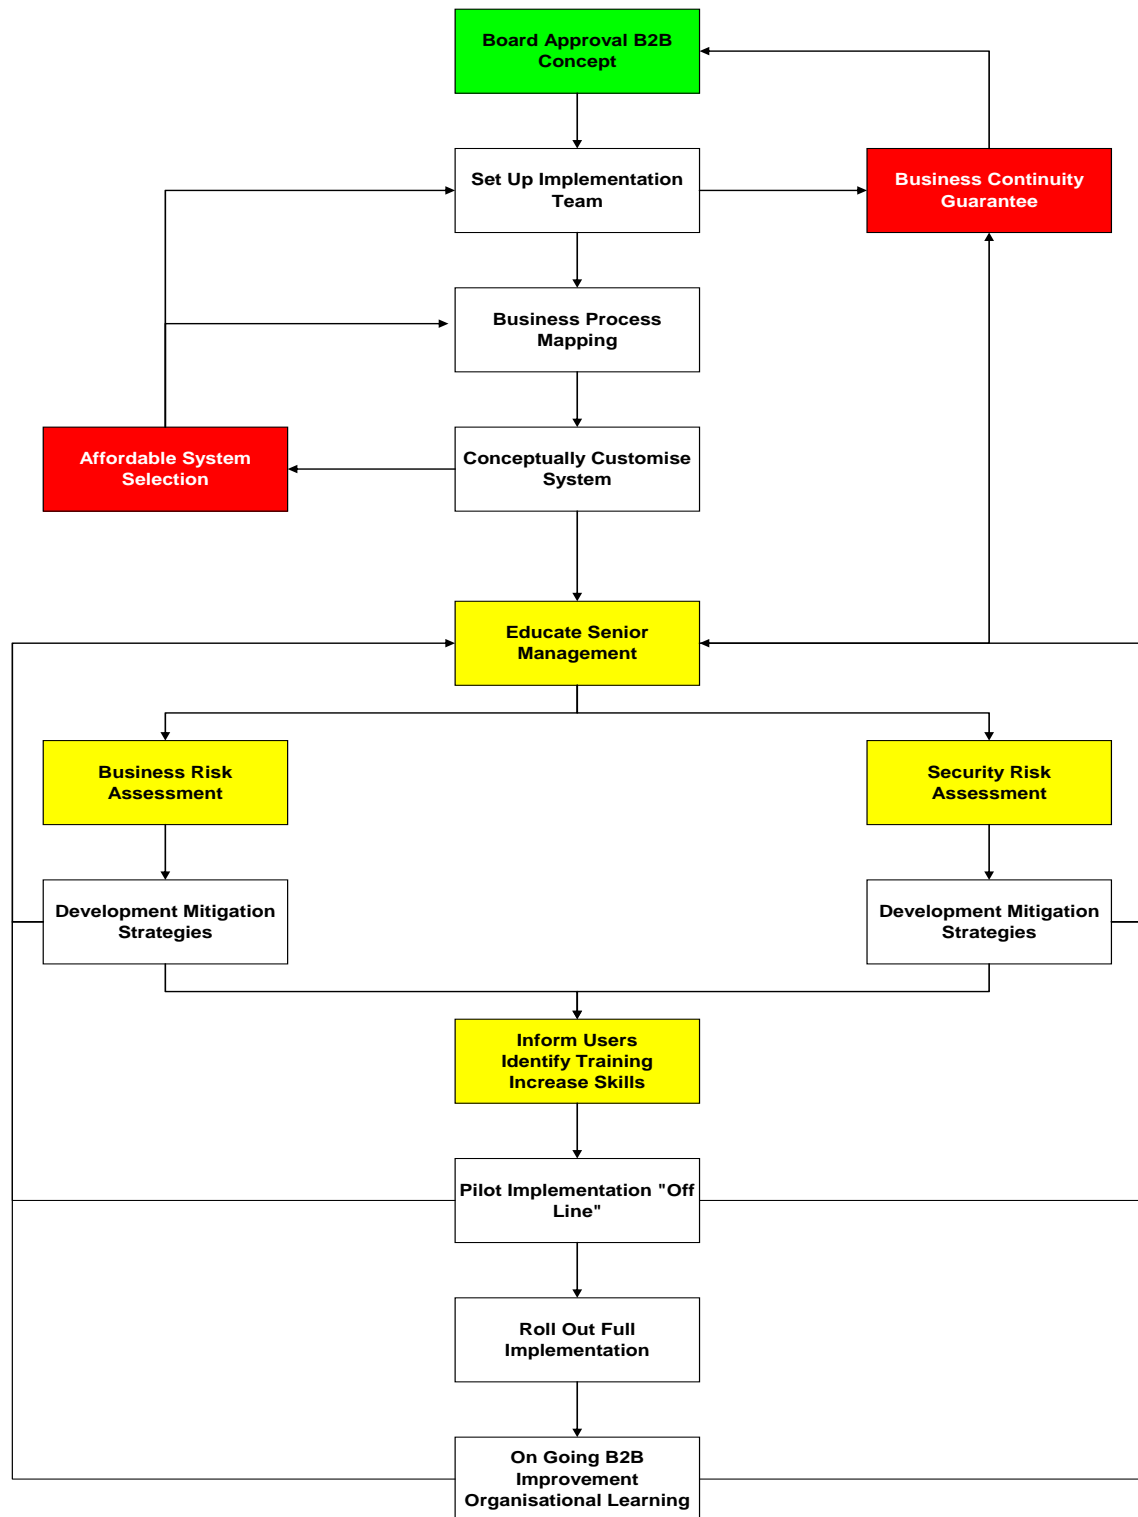 Board Approval B2B
Concept
Set Up Implementation
Team
Business Continuity
Guarantee
Business Process
Mapping
Affordable System
Selection
Conceptually Customise
System
Educate Senior
Management
Business Risk
Assessment
Security Risk
Assessment
Development Mitigation
Strategies
Development Mitigation
Strategies
Inform Users
Identify Training
Increase Skills
Pilot Implementation "Off
Line"
Roll Out Full
Implementation
On Going B2B
Improvement
Organisational Learning